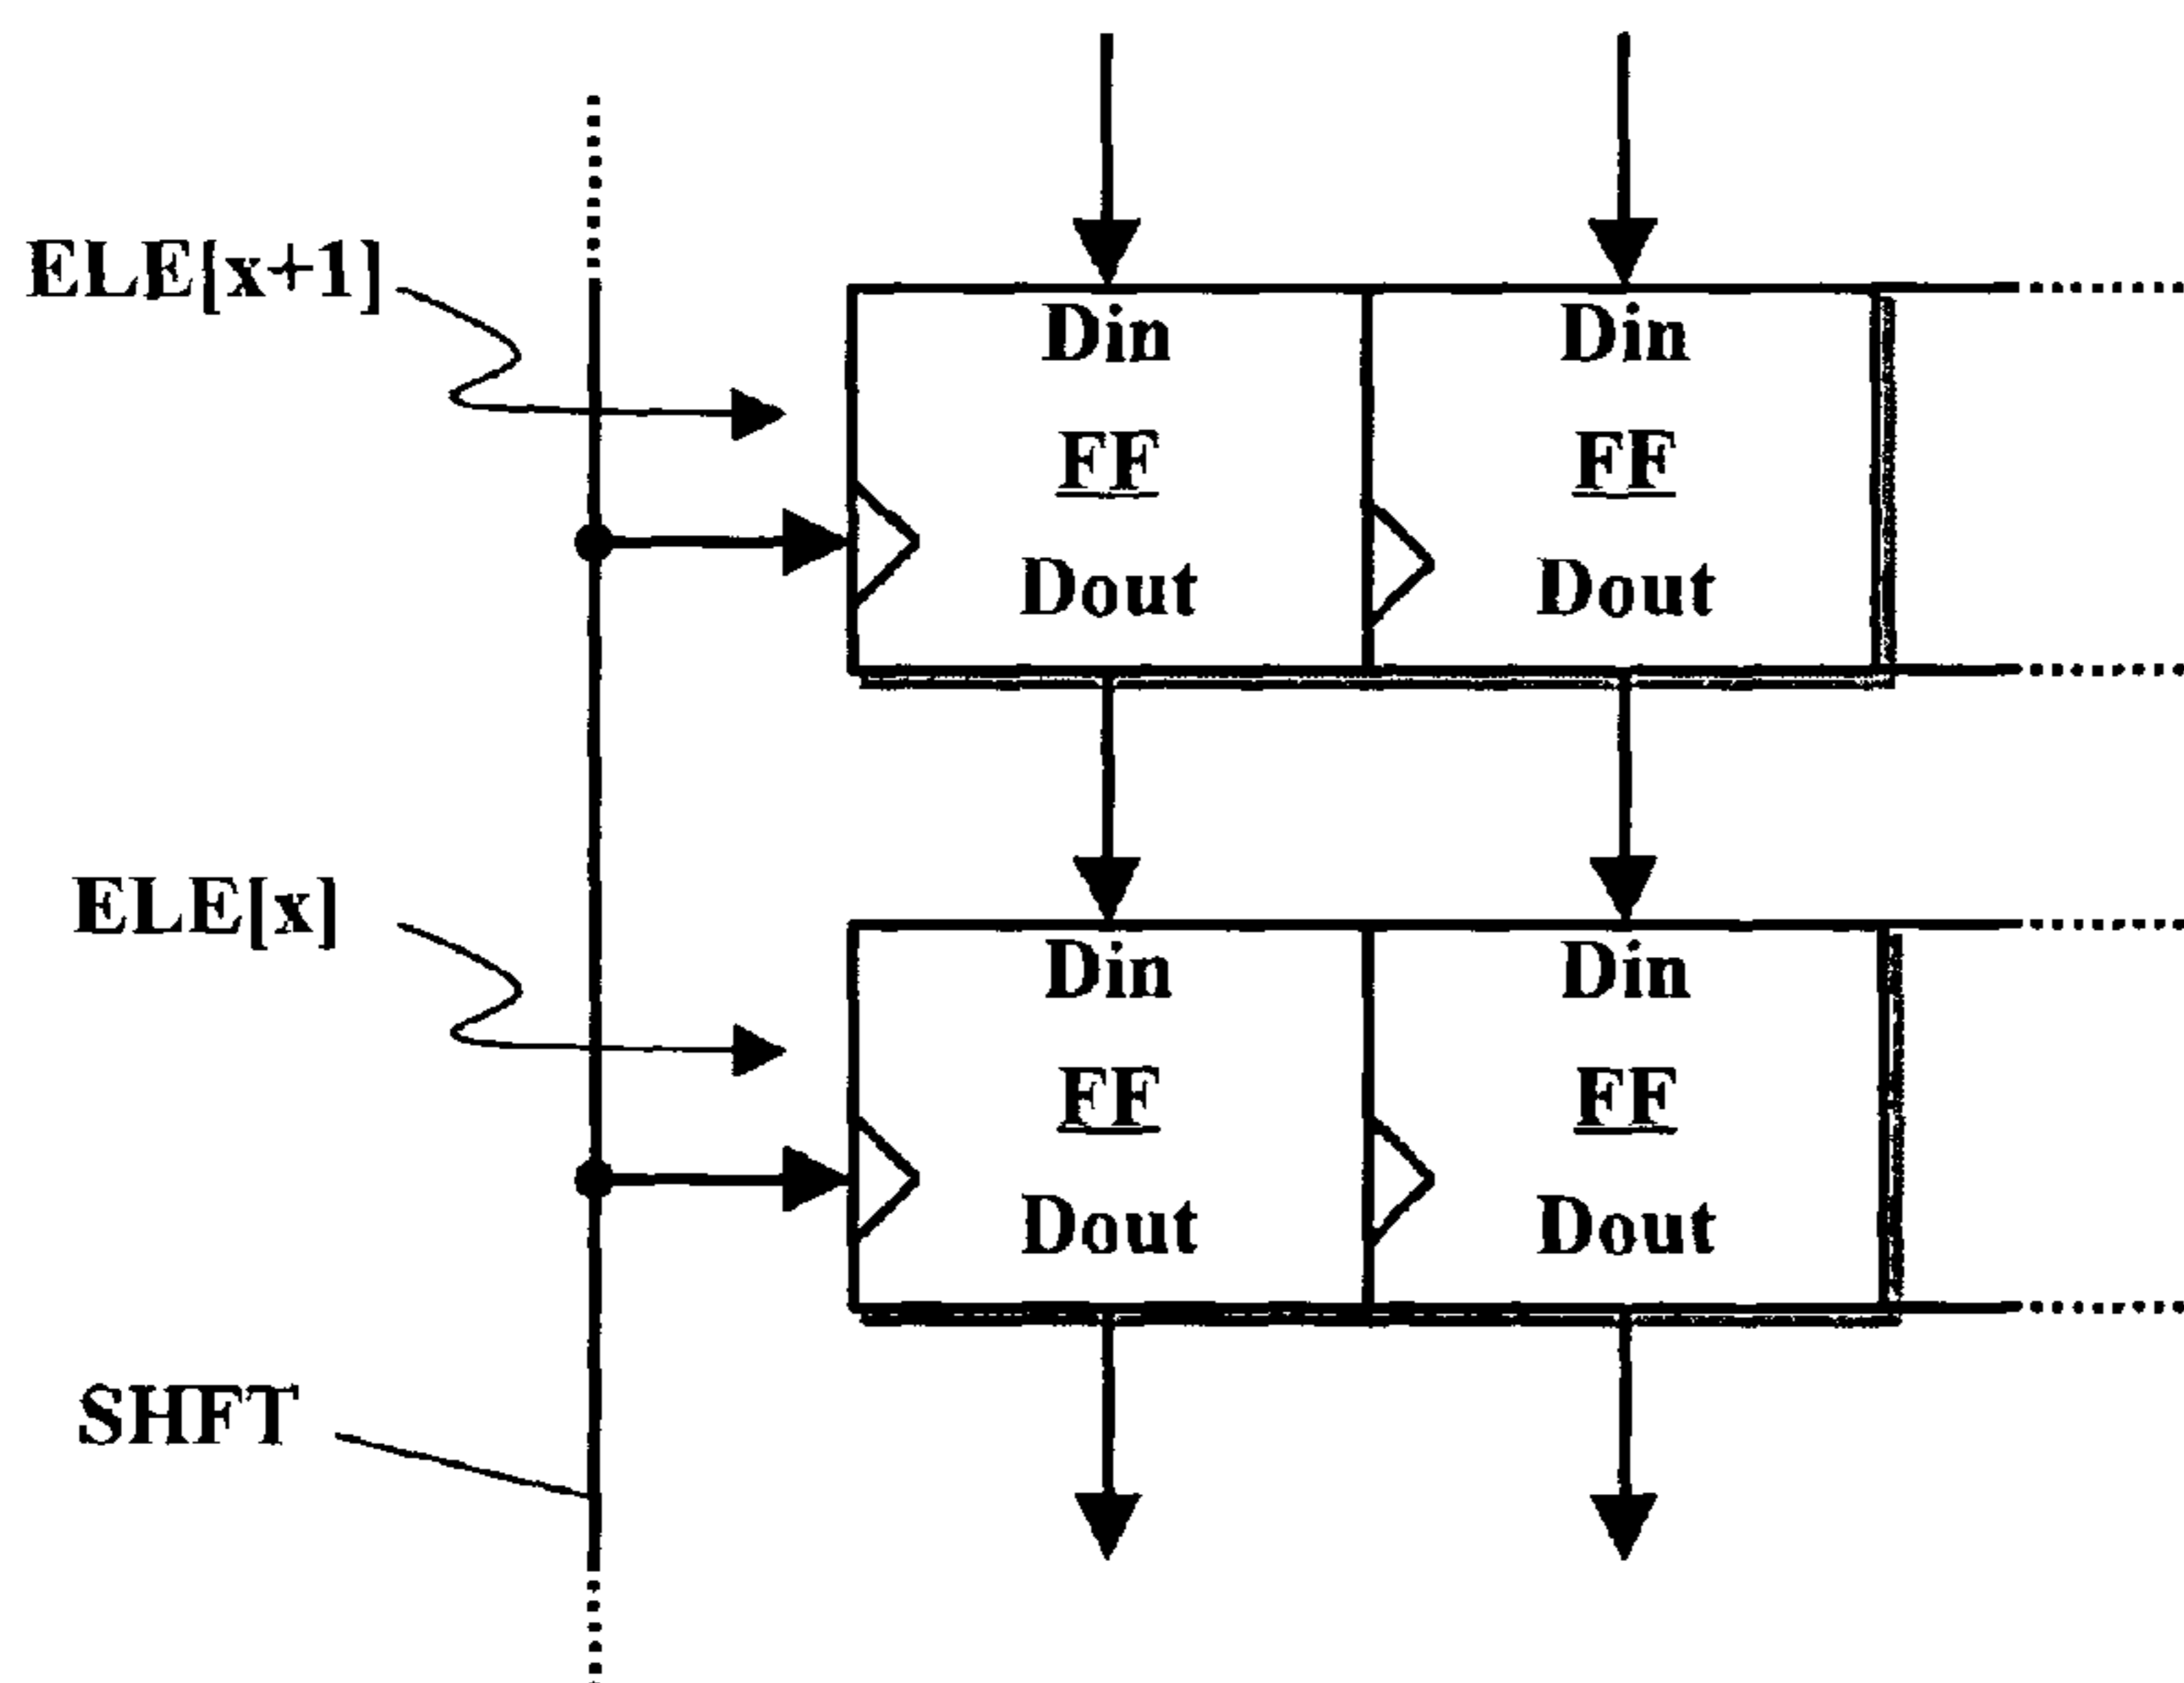 ELE[x+1]
Din Din
FF FF
Dout Dout
ELE[x]
Din Din
FF FF
Dout Dout
SHFT